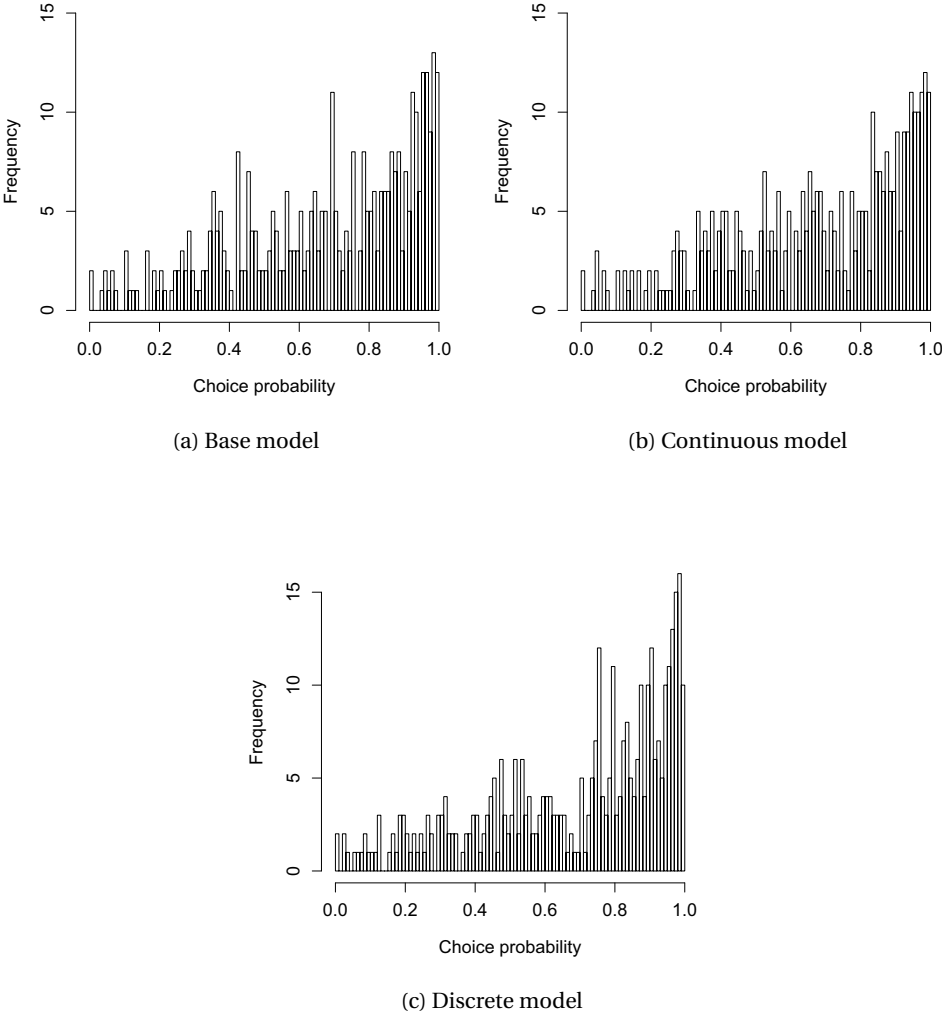 15
10
5
0
Frequency
0.0 0.2 0.4 0.6 0.8 1.0
Choice probability
(a) Base model
15
10
5
0
Frequency
0.0 0.2 0.4 0.6 0.8 1.0
Choice probability
(b) Continuous model
15
10
5
0
Frequency
0.0 0.2 0.4 0.6 0.8 1.0
Choice probability
(c) Discrete model